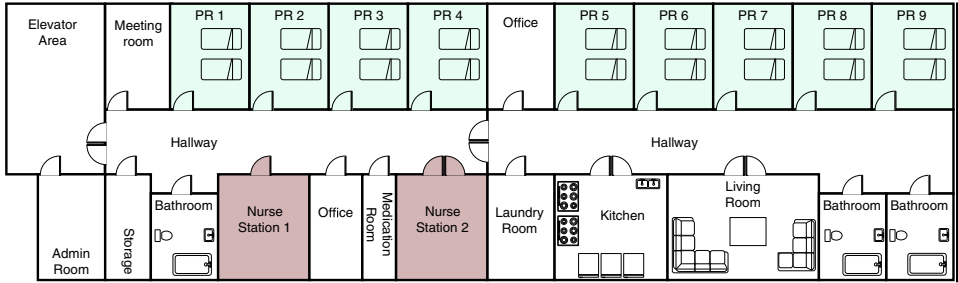 Elevator
Area
Meeting
room
PR 1
PR 2
PR 3
PR 4
Office
PR 5
PR 6
PR 7
PR 8
PR 9
Hallway
Hallway
Admin
Room
Storage
Bathroom
Nurse
Station 1
Office
Medication
Room
Nurse
Station 2
Laundry
Room
Kitchen
Living
Room
Bathroom
Bathroom